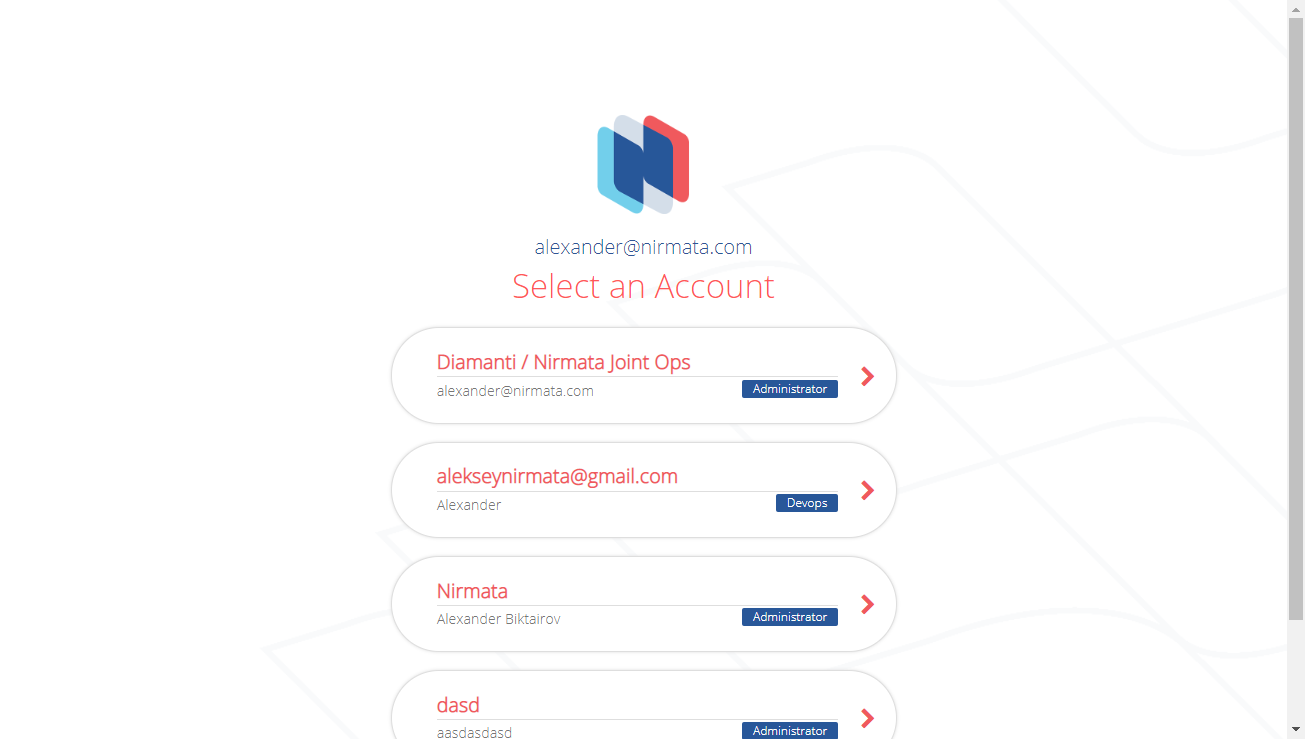 alexander@nirmata.com
Select an Account
Diamanti / Nirmata Joint Ops
alexander@nirmata.com
Administrator
alekseynirmata@gmail.com
Alexander
Devops
Nirmata
Alexander Biktairov
Administrator
dasd
aasdasdasd
Administrator